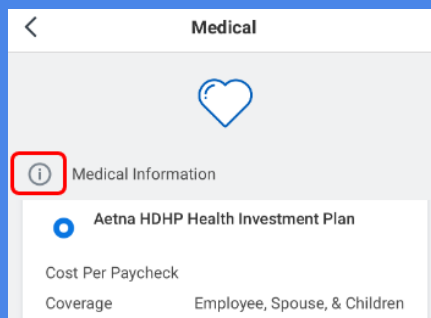 Medical
Medical Information
Aetna HDHP Health Investment Plan
Cost Per Paycheck
Coverage Employee, Spouse, & Children